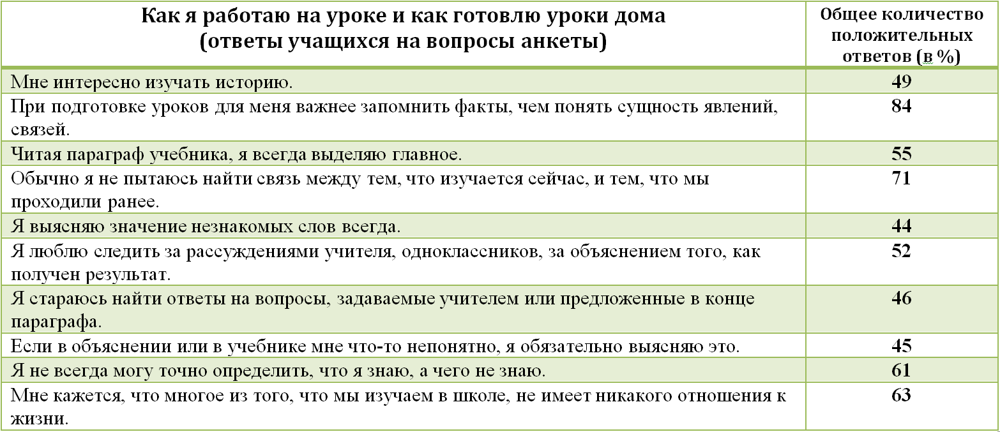 Как я работаю на уроке и как готовлю уроки дома
(ответы учащихся на вопросы анкеты)
Общее количество
положительных
ответов (в %)
Мне интересно изучать историю.
49
При подготовке уроков для меня важнее запомнить факты, чем понять сущность явлений,
связей.
84
Читая параграф учебника, я всегда выделяю главное.
55
Обычно я не пытаюсь найти связь между тем, что изучается сейчас, и тем, что мы
проходили ранее.
71
Я выясняю значение незнакомых слов всегда.
44
Я люблю следить за рассуждениями учителя, одноклассников, за объяснением того, как
получен результат.
52
Я стараюсь найти ответы на вопросы, задаваемые учителем или предложенные в конце
параграфа.
46
Если в объяснении или в учебнике мне что-то непонятно, я обязательно выясняю это.
45
Я не всегда могу точно определить, что я знаю, а чего не знаю.
61
Мне кажется, что многое из того, что мы изучаем в школе, не имеет никакого отношения к
жизни.
63